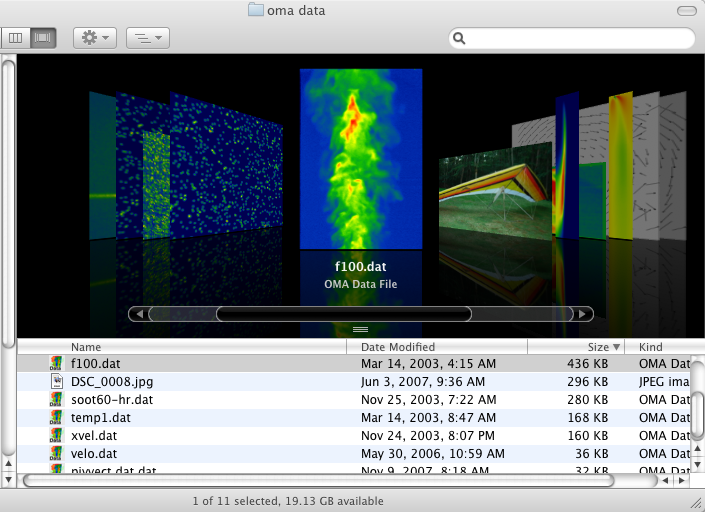 oma data
f100.dat
OMA Data File
Name Date Modified Size Kind
f100.dat Mar 14, 2003, 4:15 AM 436 KB OMA Dat
DSC_0008.jpg Jun 3, 2007, 9:36 AM 296 KB JPEG ima
soot60-hr.dat Nov 25, 2003, 7:22 AM 280 KB OMA Dat
temp1.dat Mar 14, 2003, 8:47 AM 168 KB OMA Dat
xvel.dat Nov 24, 2003, 8:07 PM 160 KB OMA Dat
velo.dat May 30, 2006, 10:59 AM 36 KB OMA Dat
pivvect.dat.dat Nov 9, 2007, 8:18 AM 32 KB OMA Dat
1 of 11 selected, 19.13 GB available